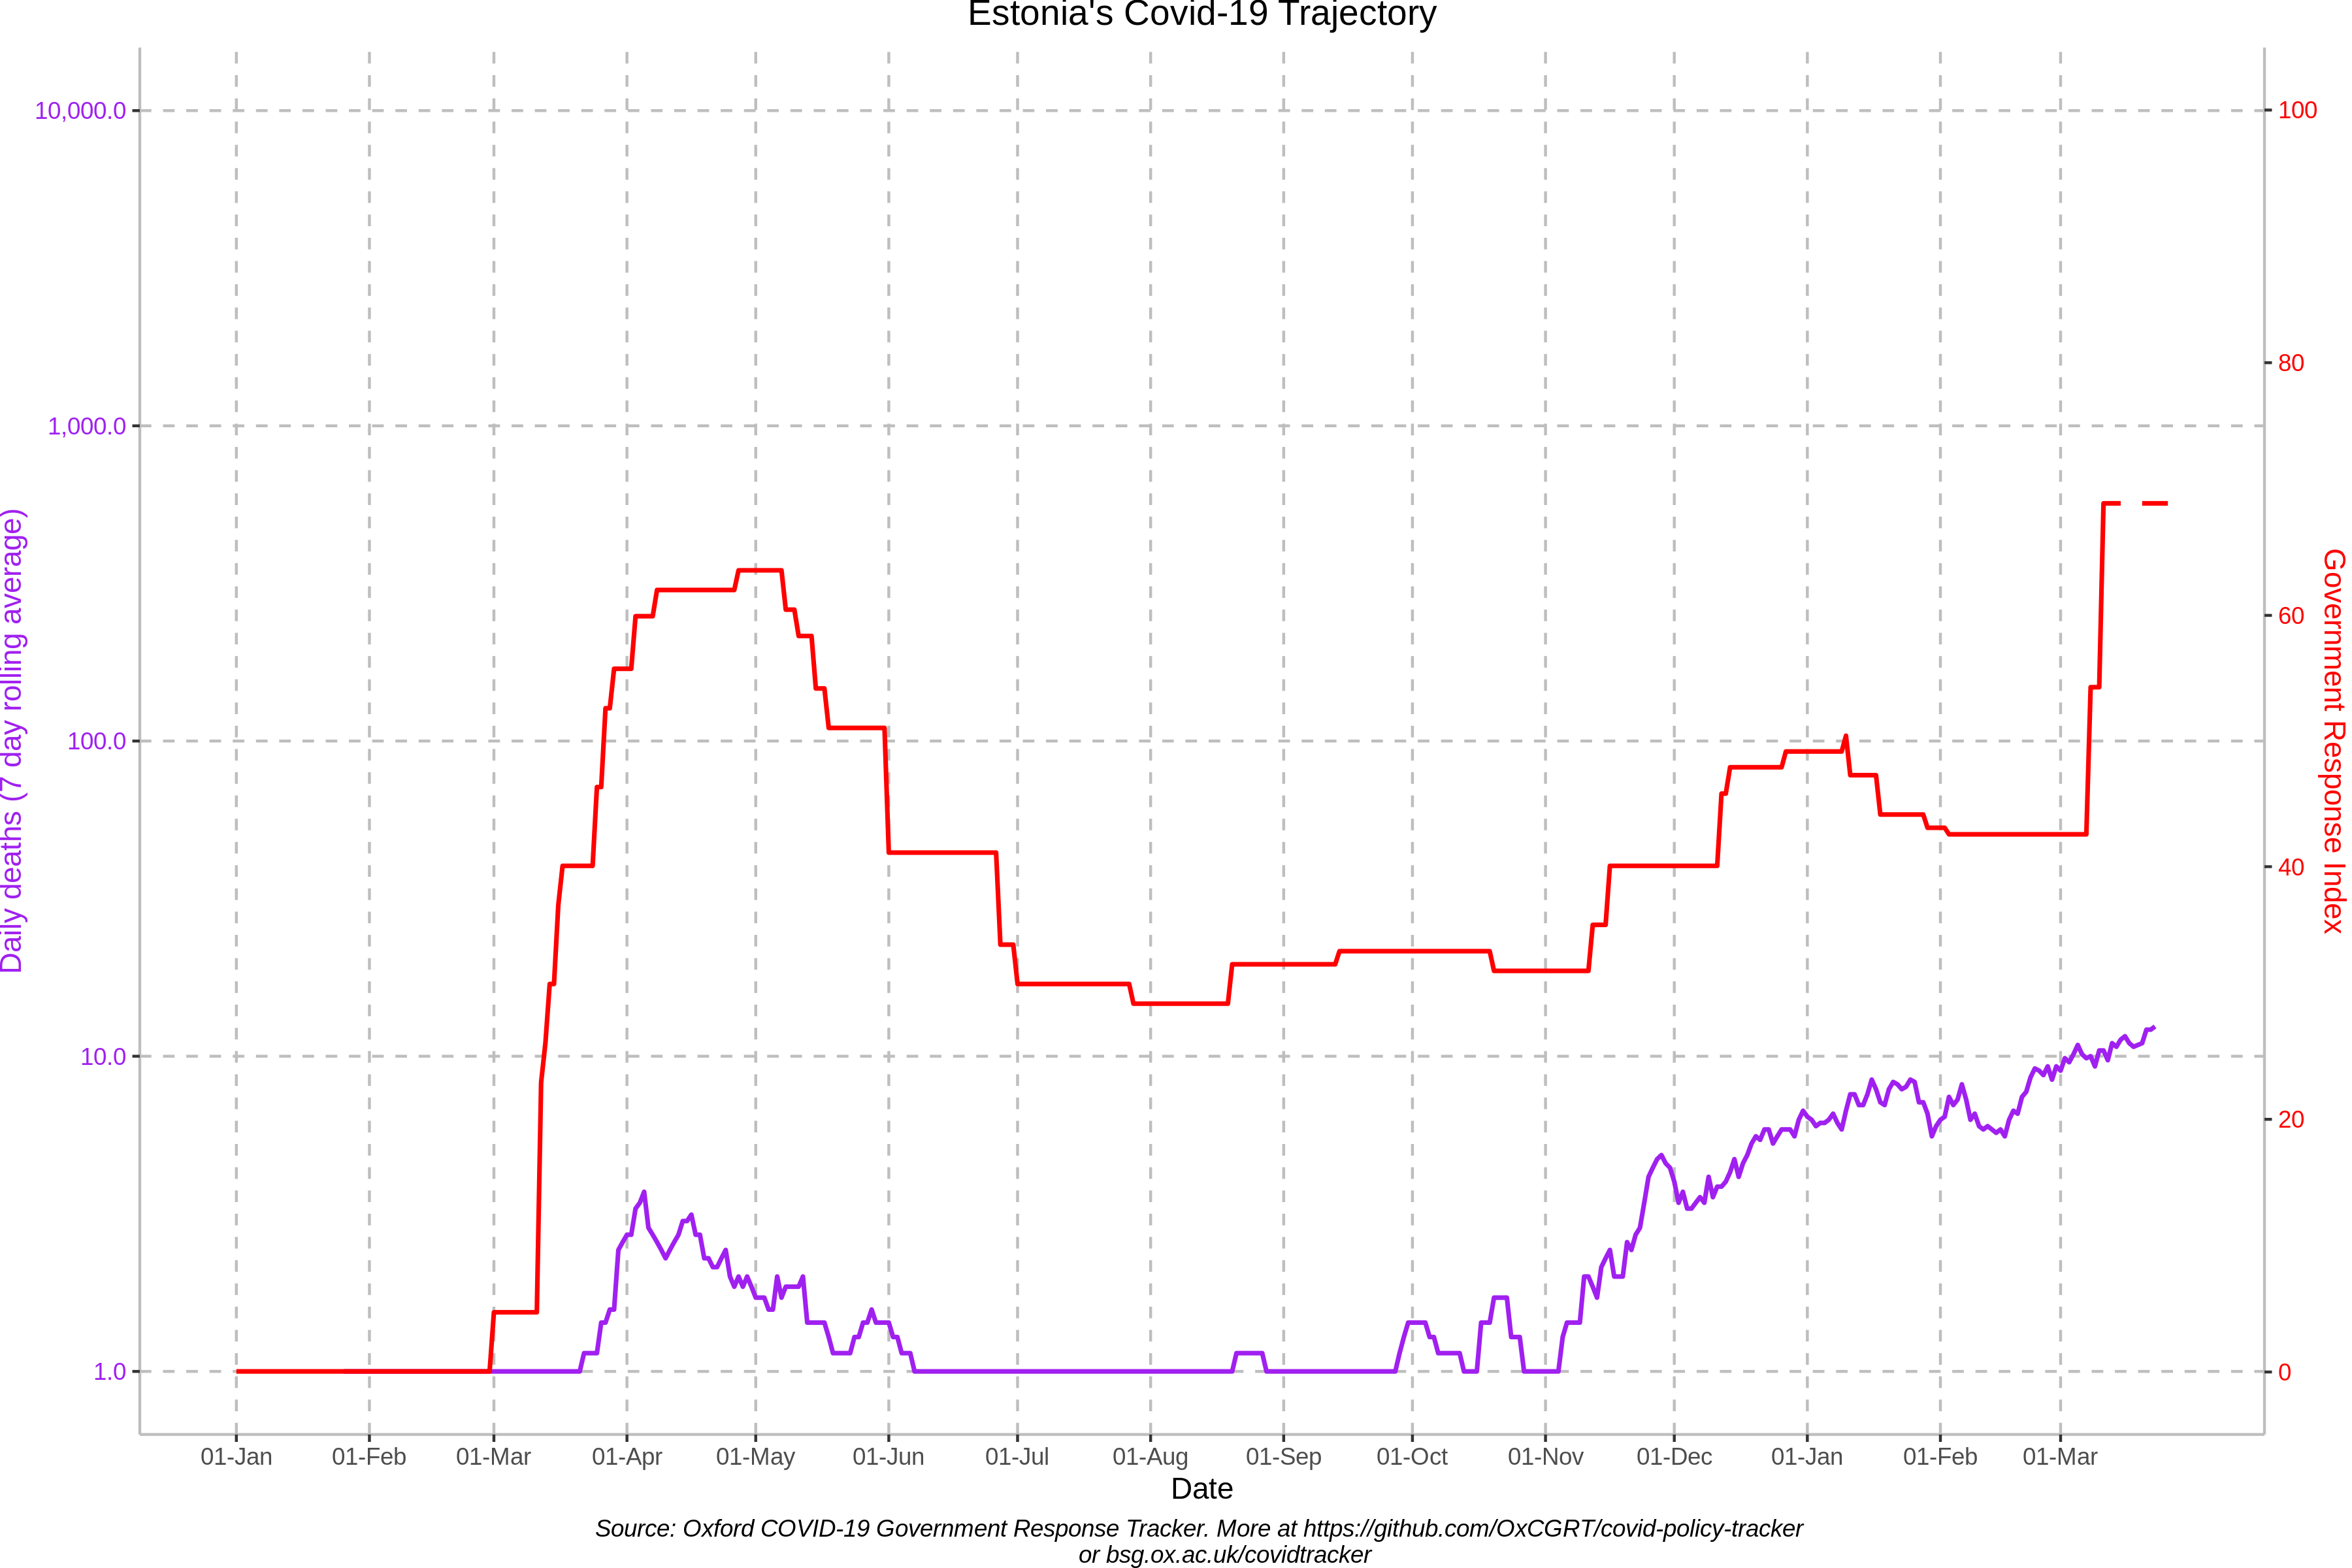 Estonia's Covid-19 Trajectory
10,000.0
1,000.0
100.0
10.0
1.0
Daily deaths (7 day rolling average)
100
80
60
40
20
0
Government Response Index
01-Jan 01-Feb 01-Mar 01-Apr 01-May 01-Jun 01-Jul 01-Aug 01-Sep 01-Oct 01-Nov 01-Dec 01-Jan 01-Feb 01-Mar
Date
Source: Oxford COVID-19 Government Response Tracker. More at https://github.com/OxCGRT/covid-policy-tracker
or bsg.ox.ac.uk/covidtracker